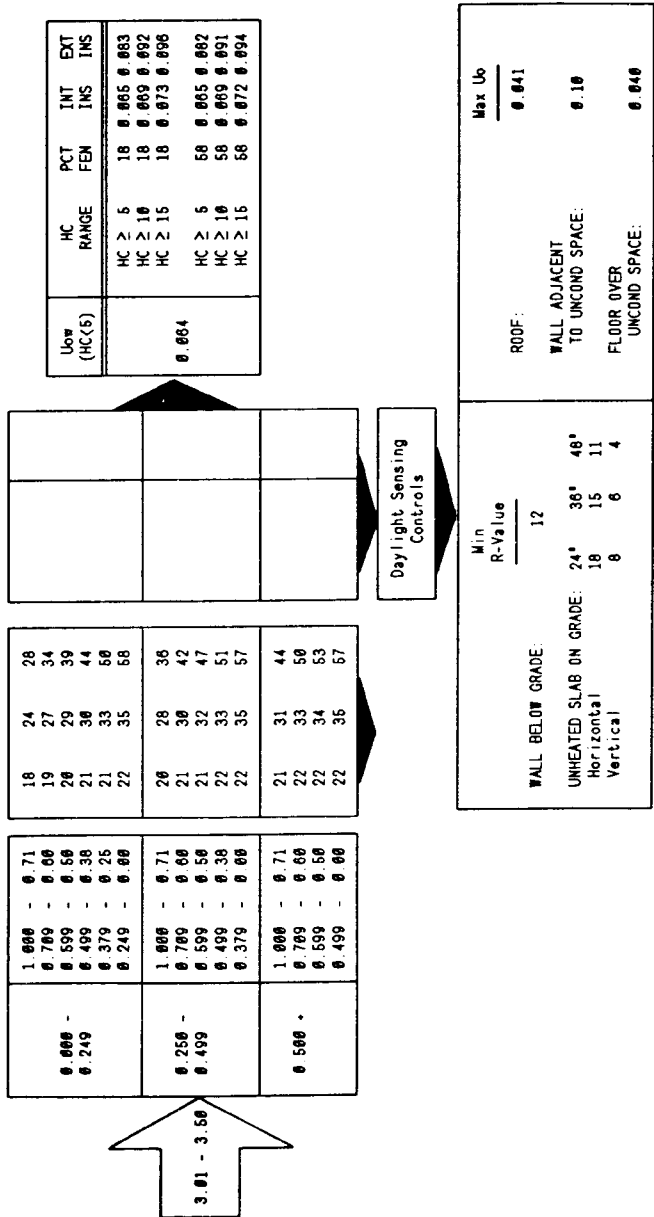 3.01 - 3.50
0.000 -
0.249
1.000 - 0.71 18 24 28
0.709 - 0.60 19 27 34
0.599 - 0.50 20 29 39
0.499 - 0.38 21 30 44
0.379 - 0.25 21 33 50
0.249 - 0.00 22 35 58
0.250 -
0.499
1.000 - 0.71 20 28 36
0.709 - 0.60 21 30 42
0.599 - 0.50 21 32 47
0.499 - 0.38 22 33 51
0.379 - 0.00 22 35 57
0.500 +
1.000 - 0.71 21 31 44
0.709 - 0.60 22 33 50
0.599 - 0.50 22 34 53
0.499 - 0.00 22 35 57
Uow HC PCT INT EXT
(HC<5) RANGE FEN INS INS
0.064
HC ≥ 5 18 0.065 0.083
HC ≥ 10 18 0.069 0.092
HC ≥ 15 18 0.073 0.096
HC ≥ 5 58 0.065 0.082
HC ≥ 10 58 0.069 0.091
HC ≥ 15 58 0.072 0.094
Daylight Sensing
Controls
Min
R-Value
WALL BELOW GRADE: 12
UNHEATED SLAB ON GRADE: 24" 36" 48"
Horizontal 18 15 11
Vertical 8 6 4
Max Uo
ROOF: 0.041
WALL ADJACENT
TO UNCOND SPACE: 0.10
FLOOR OVER
UNCOND SPACE: 0.040